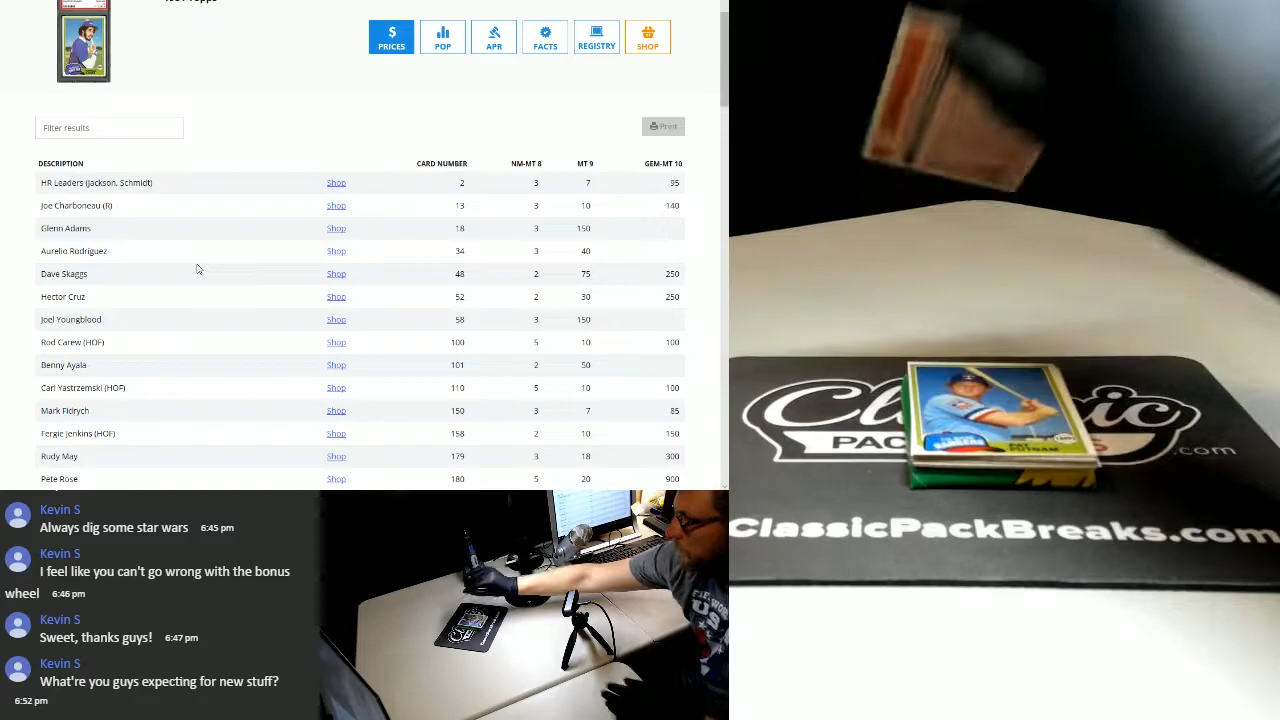 $
PRICES
POP
APR
FACTS
REGISTRY
SHOP
Filter results
Print
DESCRIPTION CARD NUMBER NM-MT 8 MT 9 GEM-MT 10
HR Leaders (Jackson, Schmidt) Shop 2 3 7 95
Joe Charboneau (R) Shop 13 3 10 140
Glenn Adams Shop 18 3 150
Aurelio Rodriguez Shop 34 3 40
Dave Skaggs Shop 48 2 75 250
Hector Cruz Shop 52 2 30 250
Joel Youngblood Shop 58 3 150
Rod Carew (HOF) Shop 100 5 10 100
Benny Ayala Shop 101 2 50
Carl Yastrzemski (HOF) Shop 110 5 10 100
Mark Fidrych Shop 150 3 7 85
Fergie Jenkins (HOF) Shop 158 2 10 150
Rudy May Shop 179 3 18 300
Pete Rose Shop 180 5 20 900
Kevin S
Always dig some star wars 6:45 pm
Kevin S
I feel like you can't go wrong with the bonus
wheel 6:46 pm
Kevin S
Sweet, thanks guys! 6:47 pm
Kevin S
What're you guys expecting for new stuff?
6:52 pm
PAT
PUTNAM
PAC
.com
ClassicPackBreaks.com